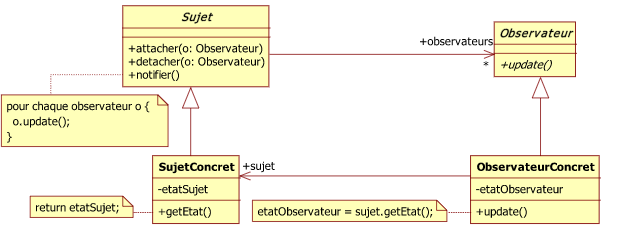 Sujet
+attacher(o: Observateur)
+detacher(o: Observateur)
+notifier()
+observateurs
*
Observateur
+update()
pour chaque observateur o {
o.update();
}
SujetConcret
-etatSujet
+getEtat()
+sujet
ObservateurConcret
-etatObservateur
+update()
return etatSujet;
etatObservateur = sujet.getEtat();